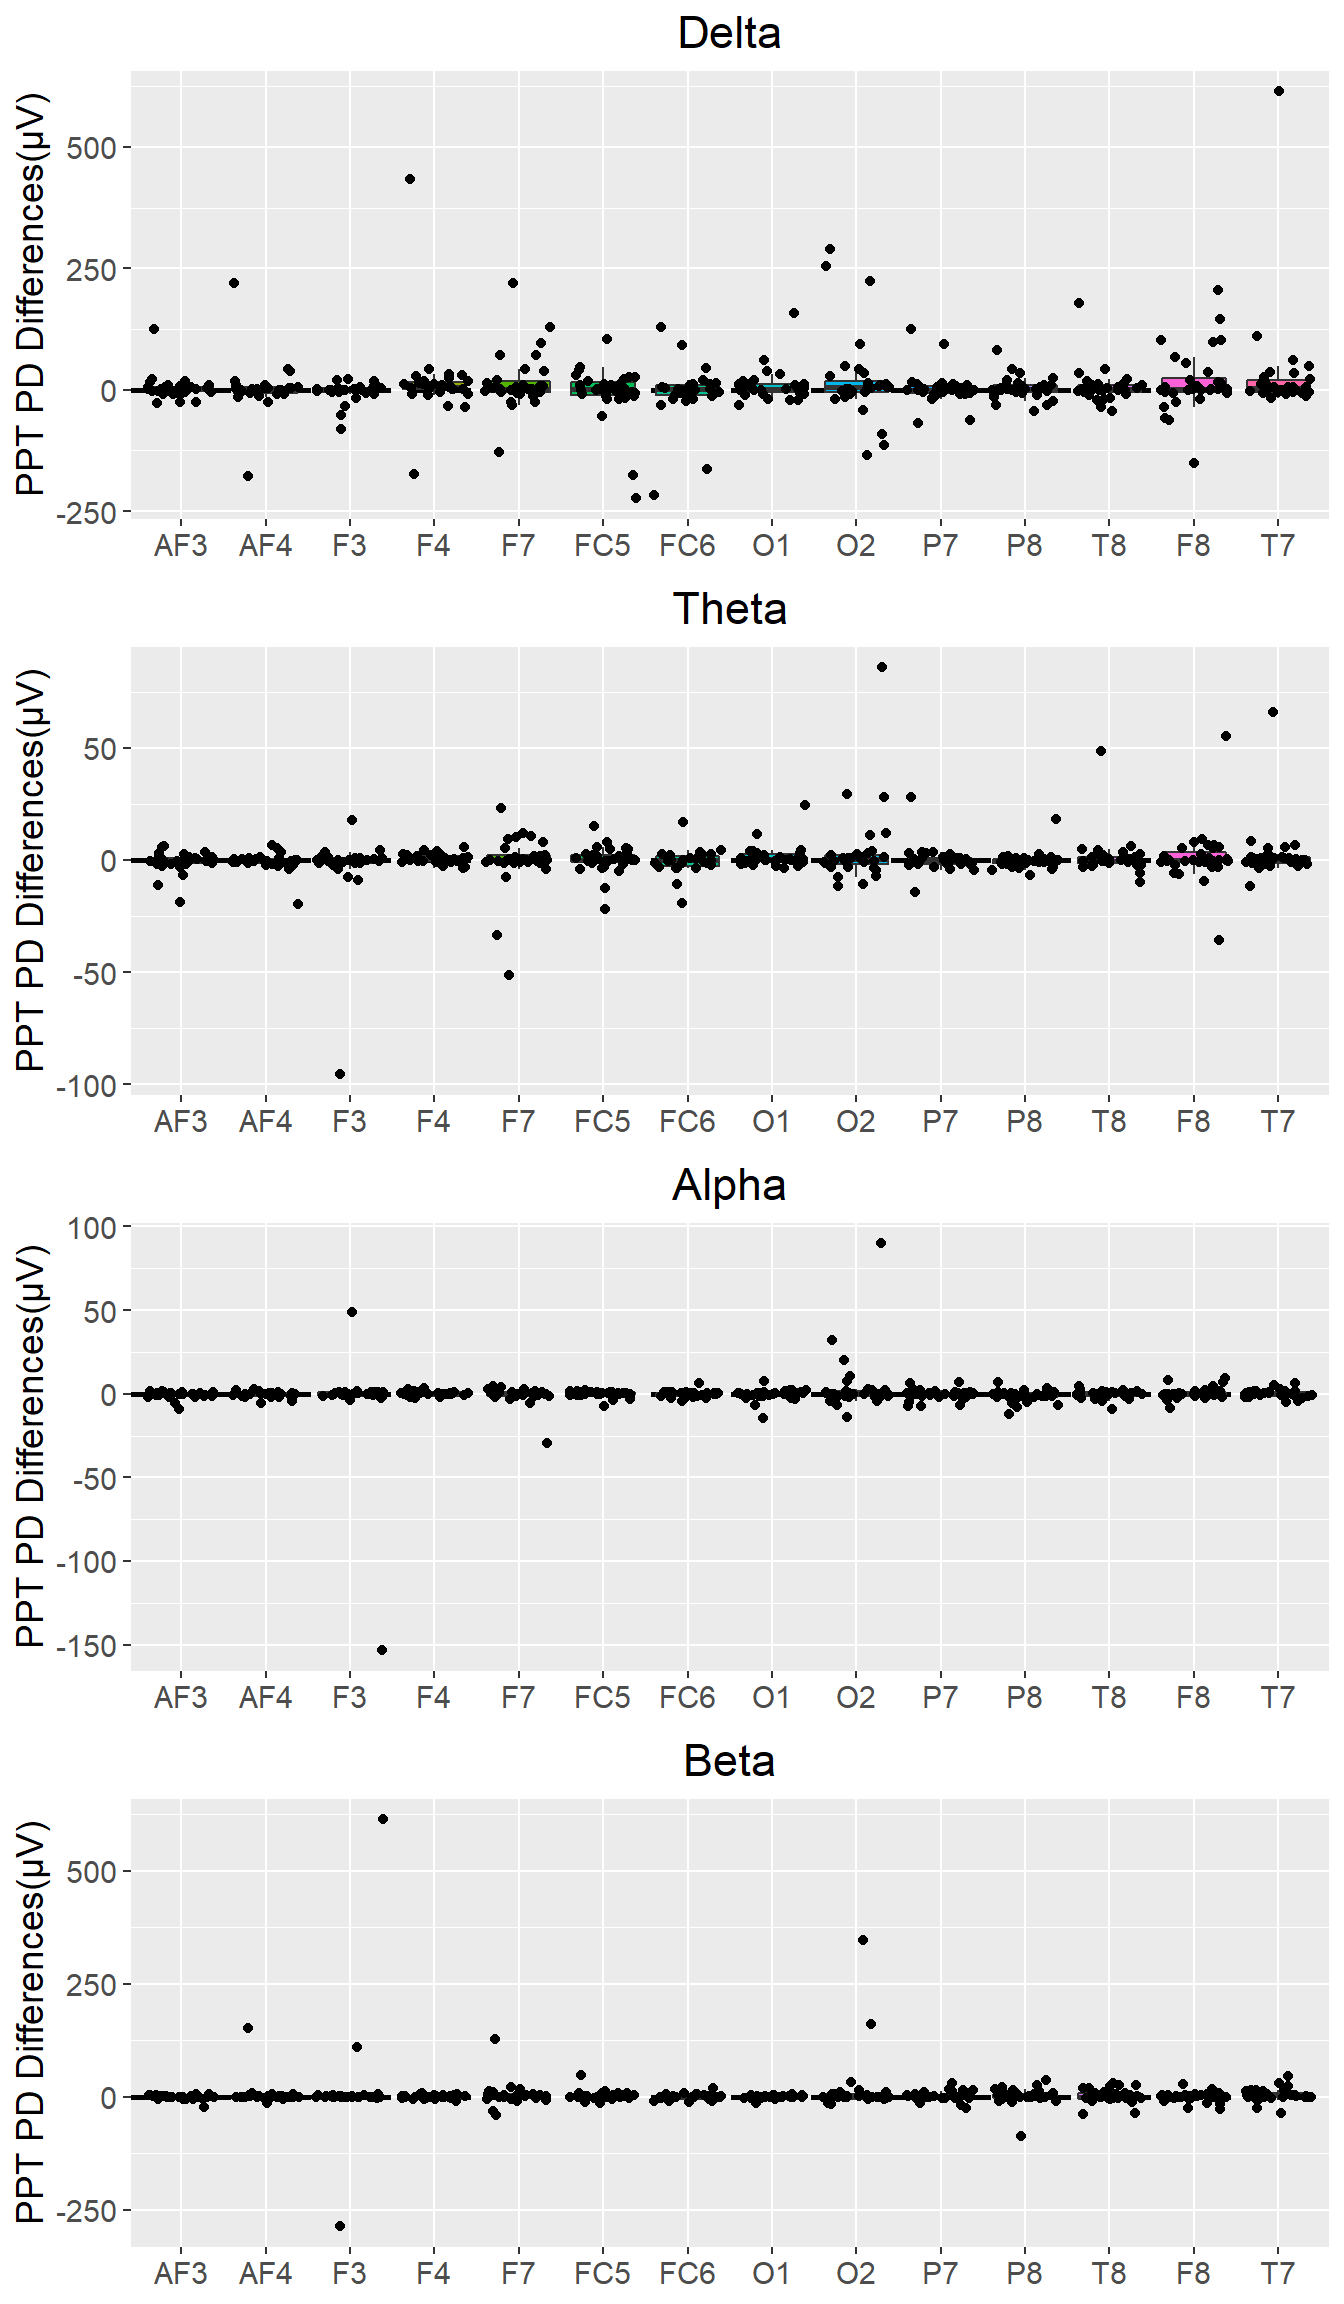 Delta
PPT PD Differences(µV)
500
250
0
-250
AF3 AF4 F3 F4 F7 FC5 FC6 O1 O2 P7 P8 T8 F8 T7
Theta
PPT PD Differences(µV)
50
0
-50
-100
AF3 AF4 F3 F4 F7 FC5 FC6 O1 O2 P7 P8 T8 F8 T7
Alpha
PPT PD Differences(µV)
100
50
0
-50
-100
-150
AF3 AF4 F3 F4 F7 FC5 FC6 O1 O2 P7 P8 T8 F8 T7
Beta
PPT PD Differences(µV)
500
250
0
-250
AF3 AF4 F3 F4 F7 FC5 FC6 O1 O2 P7 P8 T8 F8 T7